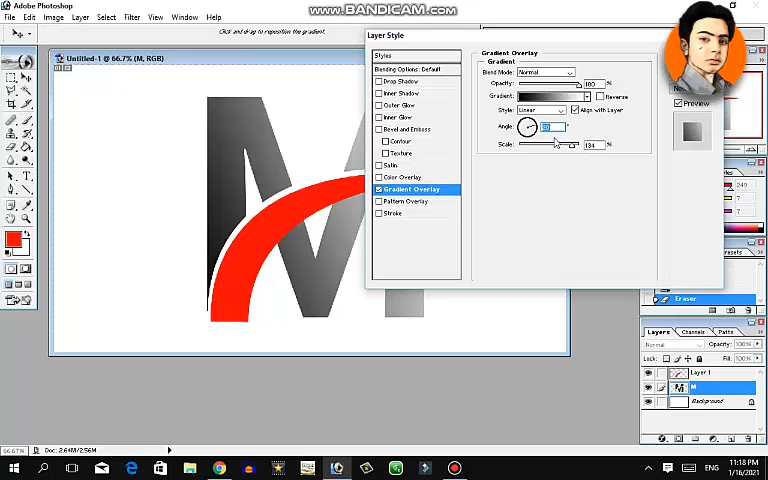 Adobe Photoshop
www.BANDICAM.com
File Edit Image Layer Select Filter View Window Help
Click and drag to reposition the gradient.
Untitled-1 @ 66.7% (M, RGB)
Layer Style
Styles
Blending Options: Default
Drop Shadow
Inner Shadow
Outer Glow
Inner Glow
Bevel and Emboss
Contour
Texture
Satin
Color Overlay
Gradient Overlay
Pattern Overlay
Stroke
Gradient Overlay
Gradient
Blend Mode: Normal
Opacity: 100 %
Gradient: Reverse
Style: Linear Align with Layer
Angle: °
Scale: 134 %
Preview
249
7
7
Eraser
Layers Channels Paths
Normal Opacity: 100%
Lock: Fill: 100%
Layer 1
M
Background
66.67% Doc: 2.64M/2.56M
ENG
11:18 PM
1/16/2021